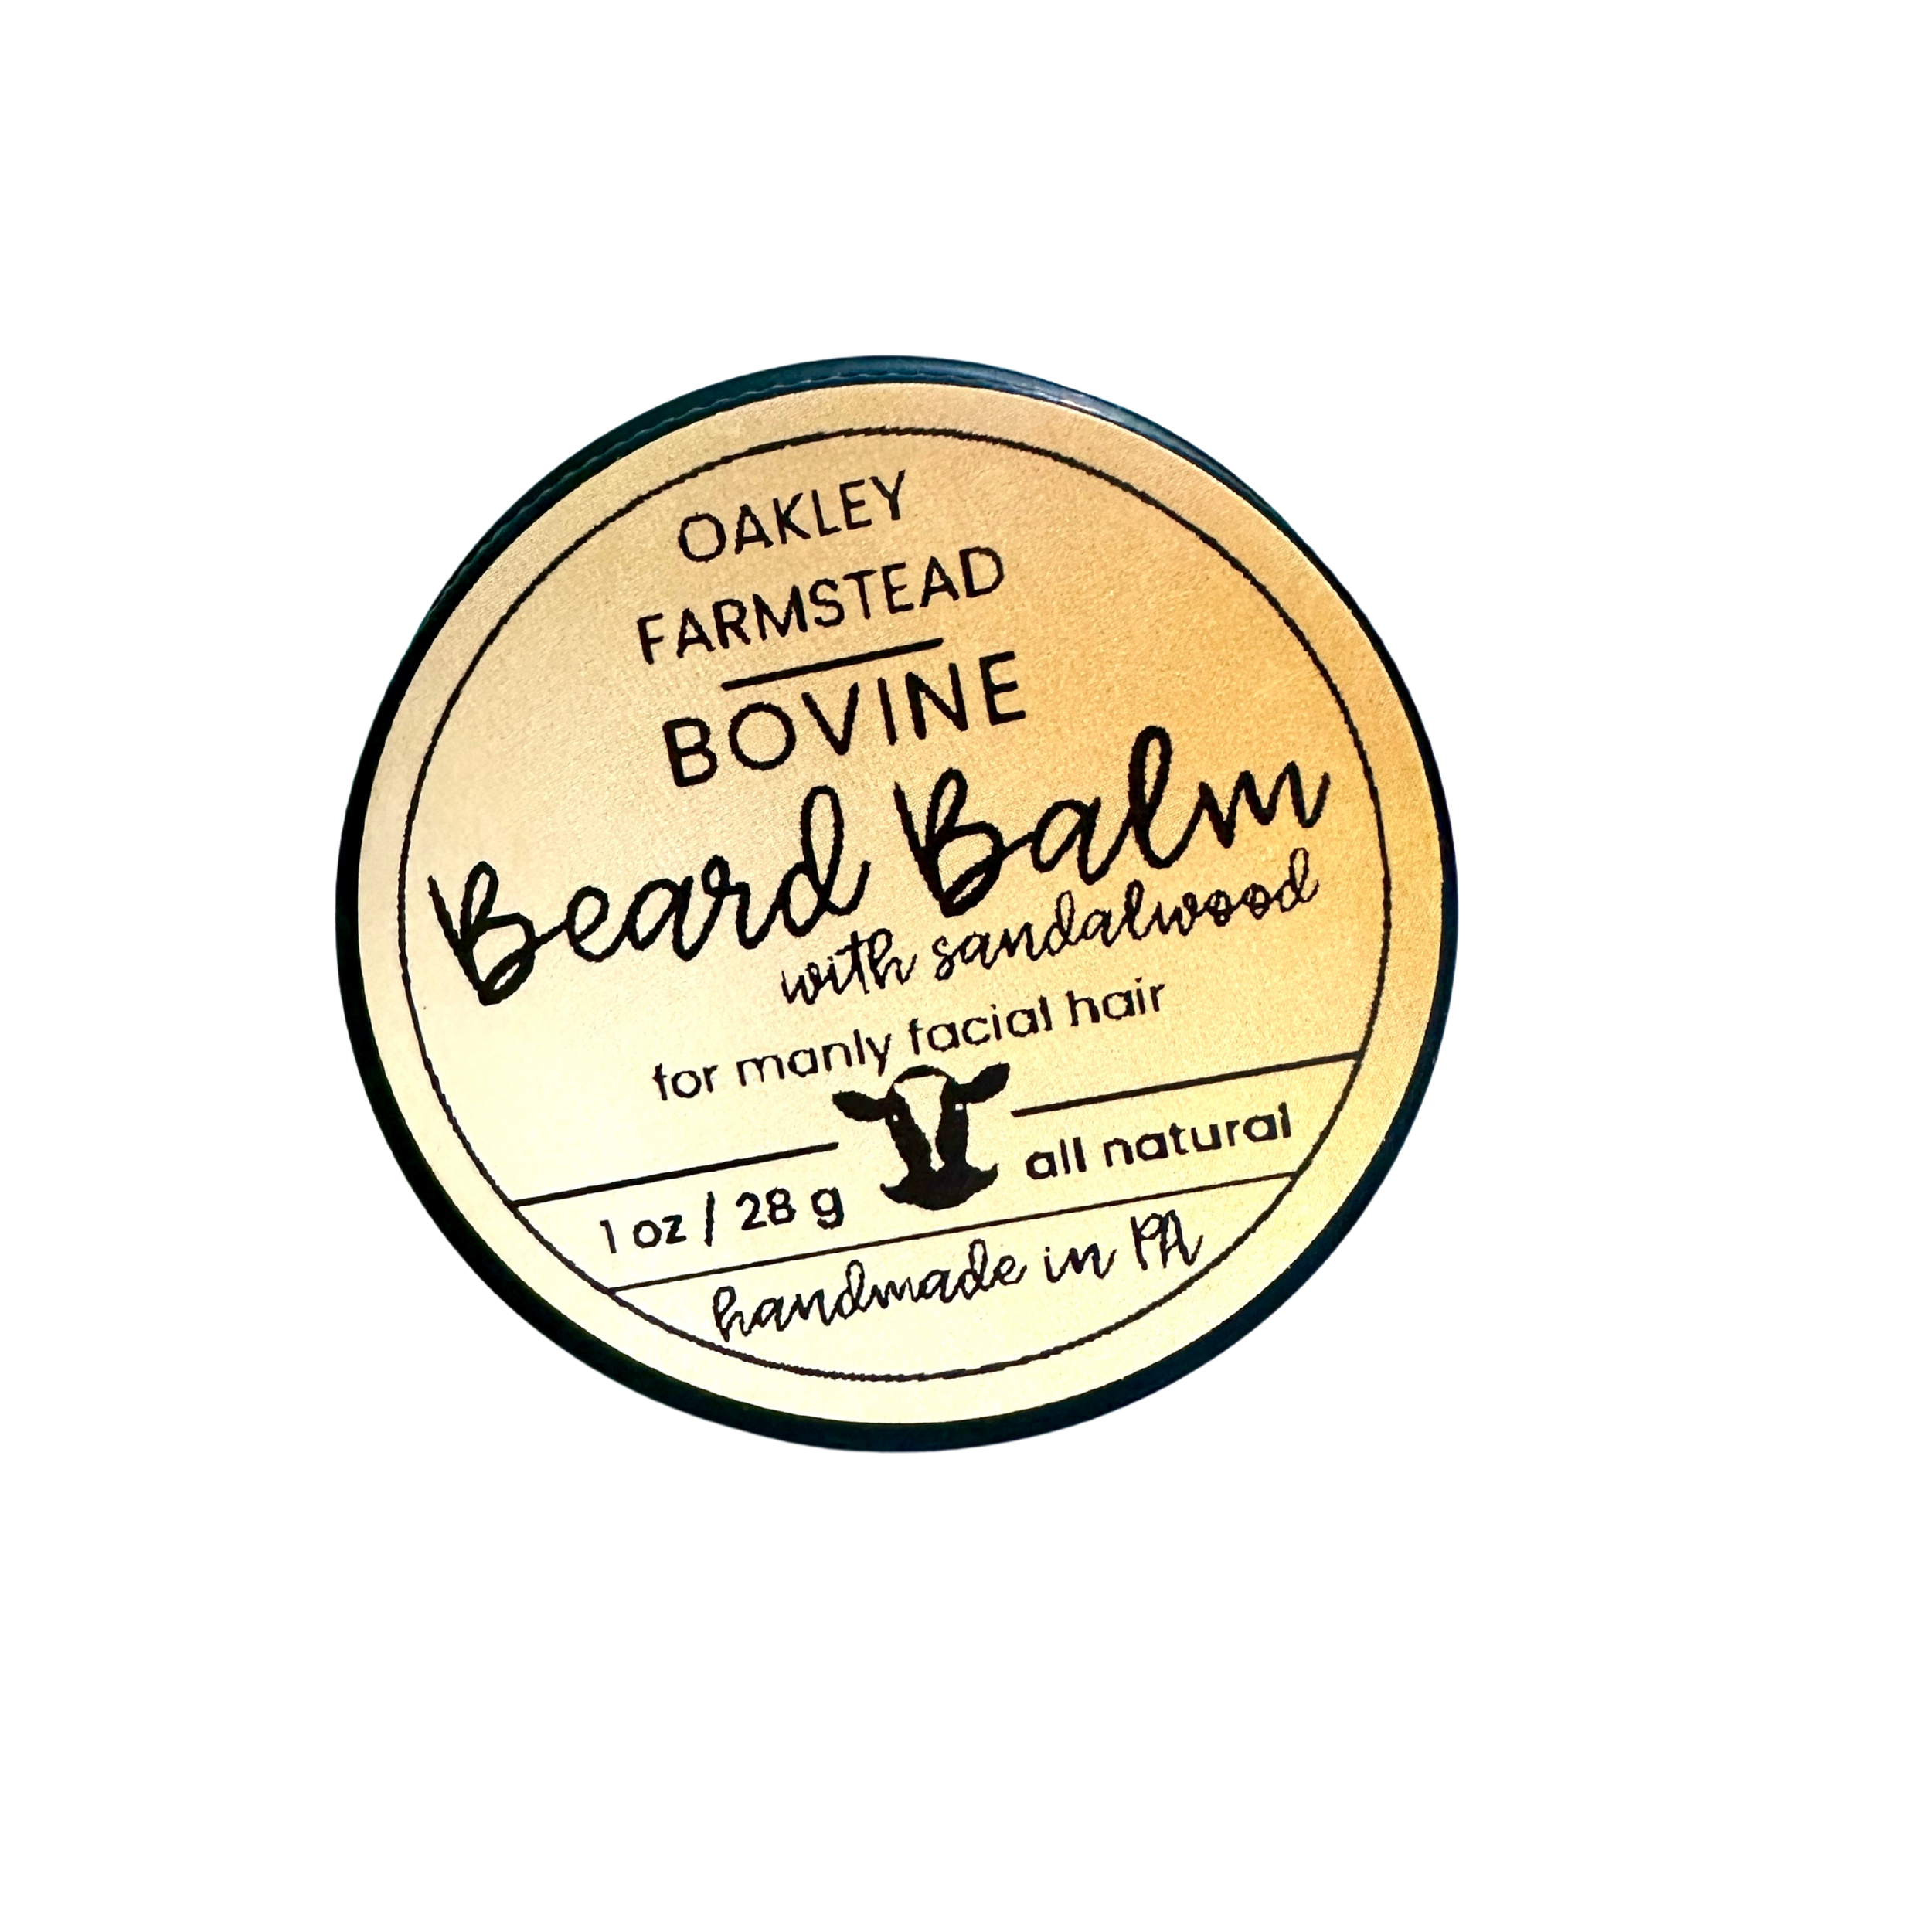 OAKLEY
FARMSTEAD
BOVINE
Beard Balm
with sandalwood
for manly facial hair
1 oz / 28 g
all natural
handmade in PA